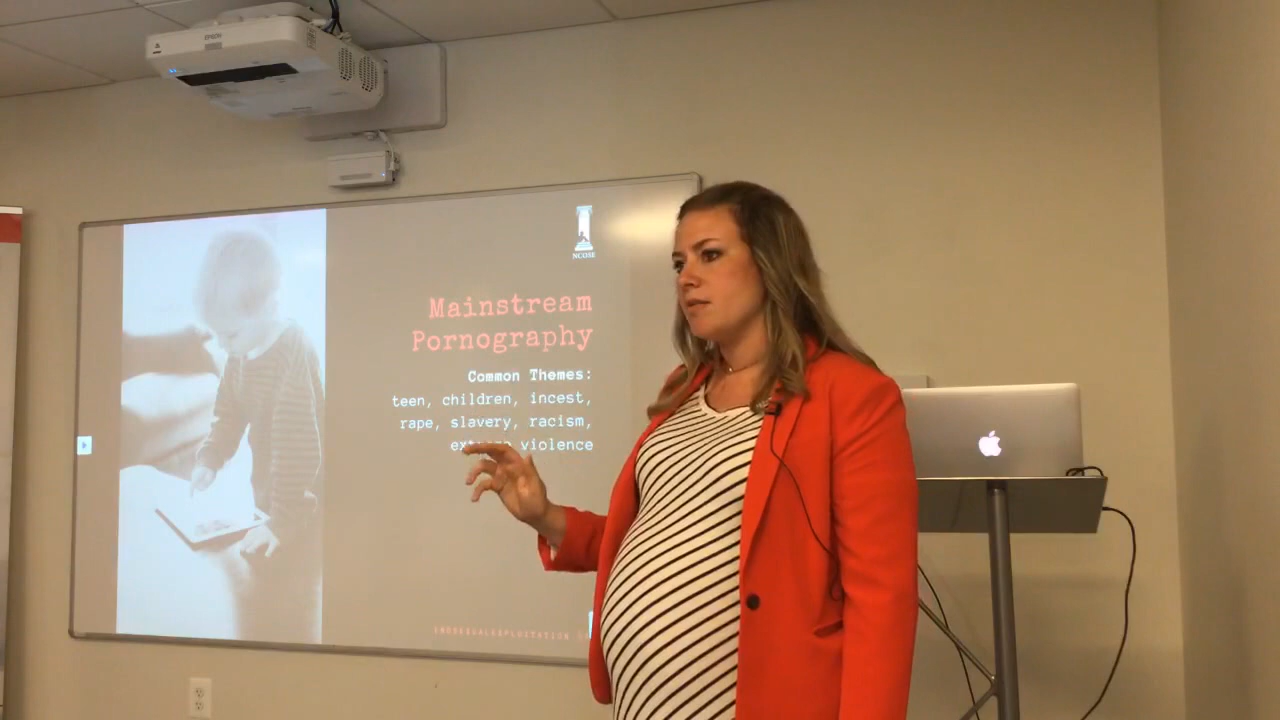 EPSON
NCOSE
Mainstream
Pornography
Common Themes:
teen, children, incest,
rape, slavery, racism,
violence